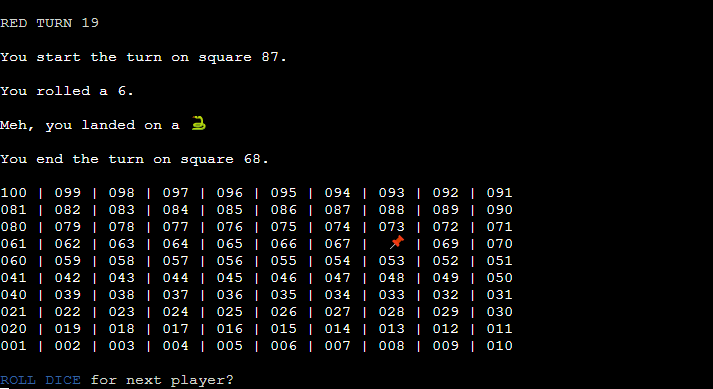 RED TURN 19
You start the turn on square 87.
You rolled a 6.
Meh, you landed on a 🐍
You end the turn on square 68.
100 | 099 | 098 | 097 | 096 | 095 | 094 | 093 | 092 | 091
081 | 082 | 083 | 084 | 085 | 086 | 087 | 088 | 089 | 090
080 | 079 | 078 | 077 | 076 | 075 | 074 | 073 | 072 | 071
061 | 062 | 063 | 064 | 065 | 066 | 067 | 📌 | 069 | 070
060 | 059 | 058 | 057 | 056 | 055 | 054 | 053 | 052 | 051
041 | 042 | 043 | 044 | 045 | 046 | 047 | 048 | 049 | 050
040 | 039 | 038 | 037 | 036 | 035 | 034 | 033 | 032 | 031
021 | 022 | 023 | 024 | 025 | 026 | 027 | 028 | 029 | 030
020 | 019 | 018 | 017 | 016 | 015 | 014 | 013 | 012 | 011
001 | 002 | 003 | 004 | 005 | 006 | 007 | 008 | 009 | 010
ROLL DICE for next player?